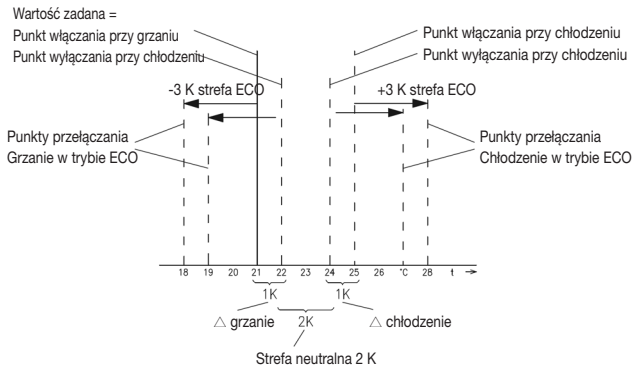 Wartość zadana =
Punkt włączania przy grzaniu
Punkt wyłączania przy chłodzeniu
Punkt włączania przy chłodzeniu
Punkt wyłączania przy chłodzeniu
-3 K strefa ECO
+3 K strefa ECO
Punkty przełączania
Grzanie w trybie ECO
Punkty przełączania
Chłodzenie w trybie ECO
18 19 20 21 22 23 24 25 26 °C 28 t
1K
1K
△ grzanie
2K
△ chłodzenie
Strefa neutralna 2 K